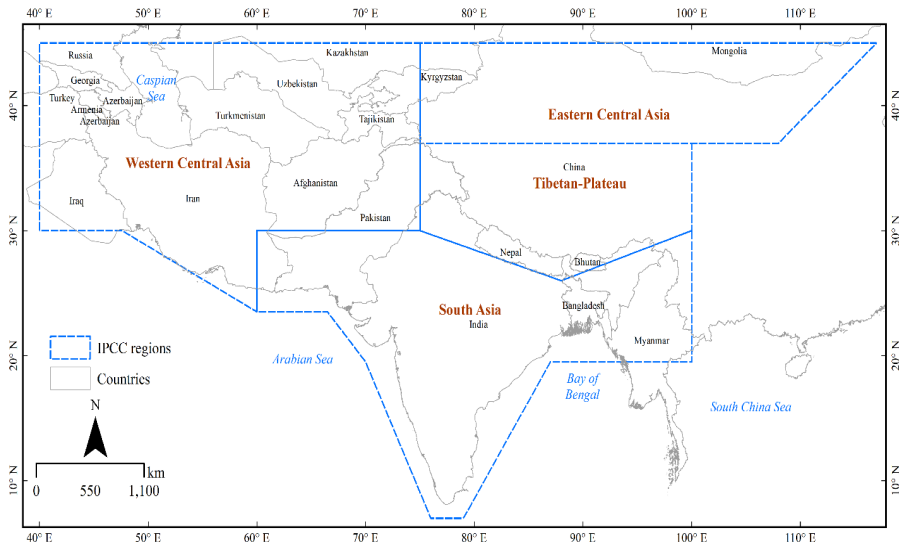 40° E 50° E 60° E 70° E 80° E 90° E 100° E 110° E
Russia
Kazakhstan
Mongolia
Georgia
Caspian
Sea
Uzbekistan
Kyrgyzstan
Turkey
Azerbaijan
Armenia
Azerbaijan
Turkmenistan
Tajikistan
Eastern Central Asia
40° N
40° N
Western Central Asia
Afghanistan
China
Tibetan-Plateau
Iraq
Iran
Pakistan
30° N
30° N
Nepal
Bhutan
South Asia
India
Bangladesh
Myanmar
IPCC regions
Countries
Arabian Sea
Bay of
Bengal
South China Sea
20° N
20° N
N
km
0 550 1,100
10° N
10° N
40° E 50° E 60° E 70° E 80° E 90° E 100° E 110° E